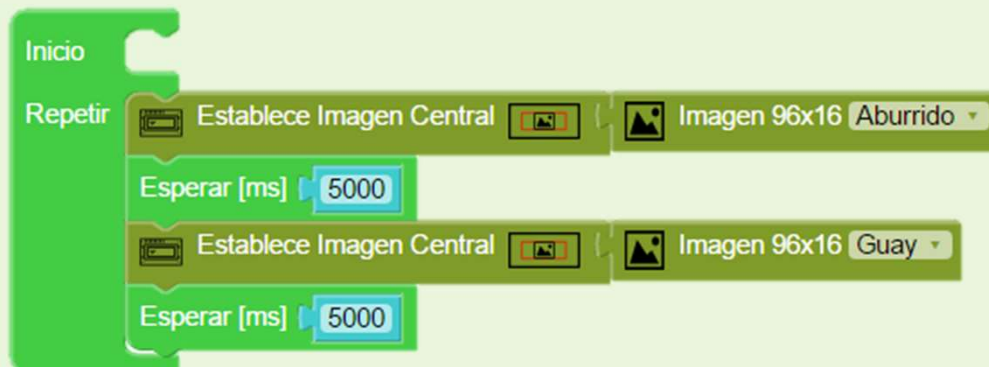 Inicio
Repetir Establece Imagen Central Imagen 96x16 Aburrido
Esperar [ms] 5000
Establece Imagen Central Imagen 96x16 Guay
Esperar [ms] 5000